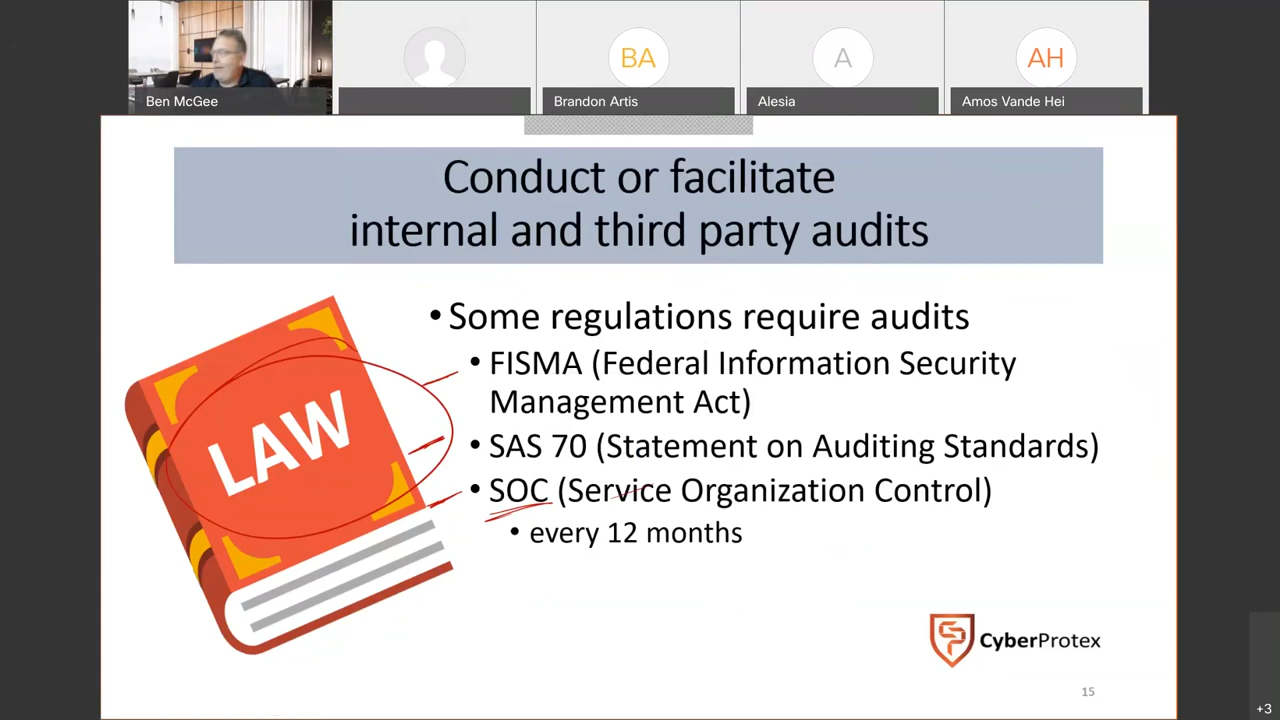 Ben McGee
Brandon Artis
Alesia
Amos Vande Hei
BA
A
AH
Conduct or facilitate
internal and third party audits
• Some regulations require audits
• FISMA (Federal Information Security
Management Act)
• SAS 70 (Statement on Auditing Standards)
• SOC (Service Organization Control)
• every 12 months
LAW
CyberProtex
15
+3